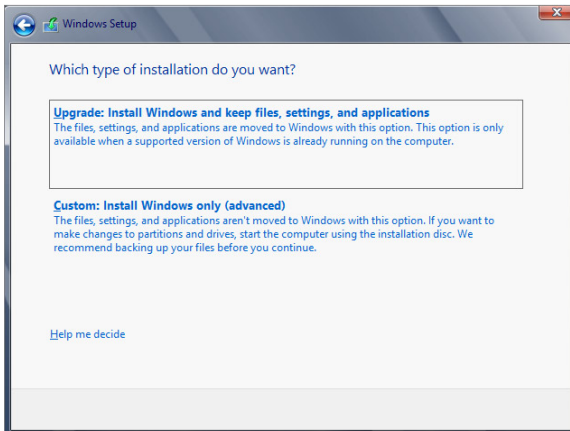 Windows Setup
Which type of installation do you want?
Upgrade: Install Windows and keep files, settings, and applications
The files, settings, and applications are moved to Windows with this option. This option is only
available when a supported version of Windows is already running on the computer.
Custom: Install Windows only (advanced)
The files, settings, and applications aren't moved to Windows with this option. If you want to
make changes to partitions and drives, start the computer using the installation disc. We
recommend backing up your files before you continue.
Help me decide